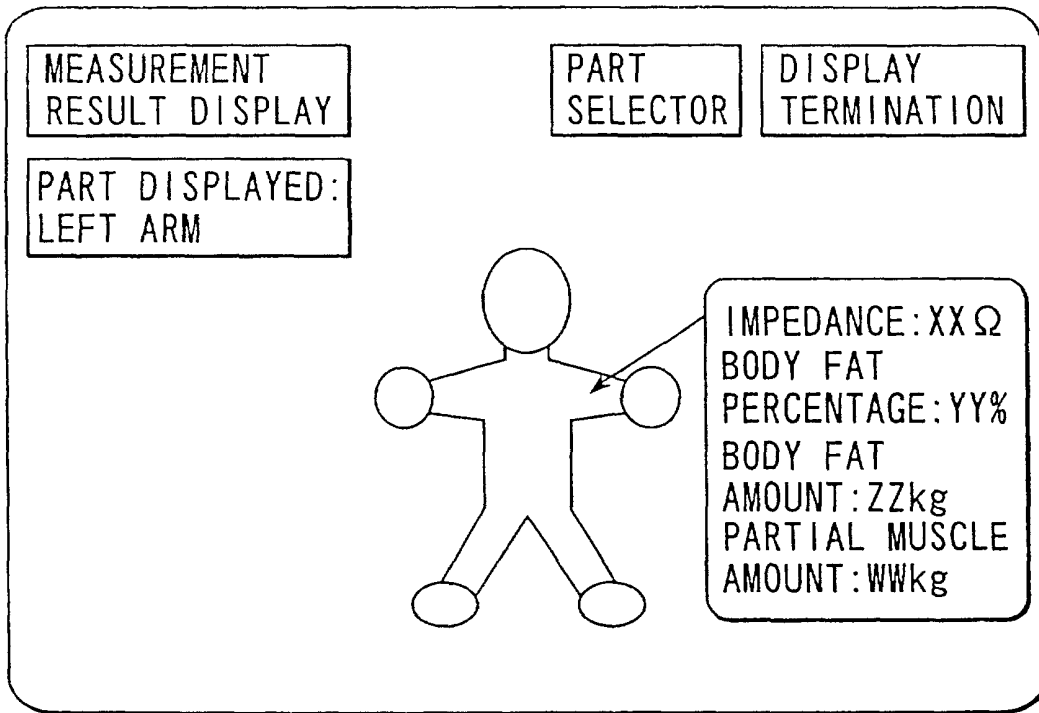 MEASUREMENT
RESULT DISPLAY
PART
SELECTOR
DISPLAY
TERMINATION
PART DISPLAYED:
LEFT ARM
IMPEDANCE:XXΩ
BODY FAT
PERCENTAGE:YY%
BODY FAT
AMOUNT:ZZkg
PARTIAL MUSCLE
AMOUNT:WWkg